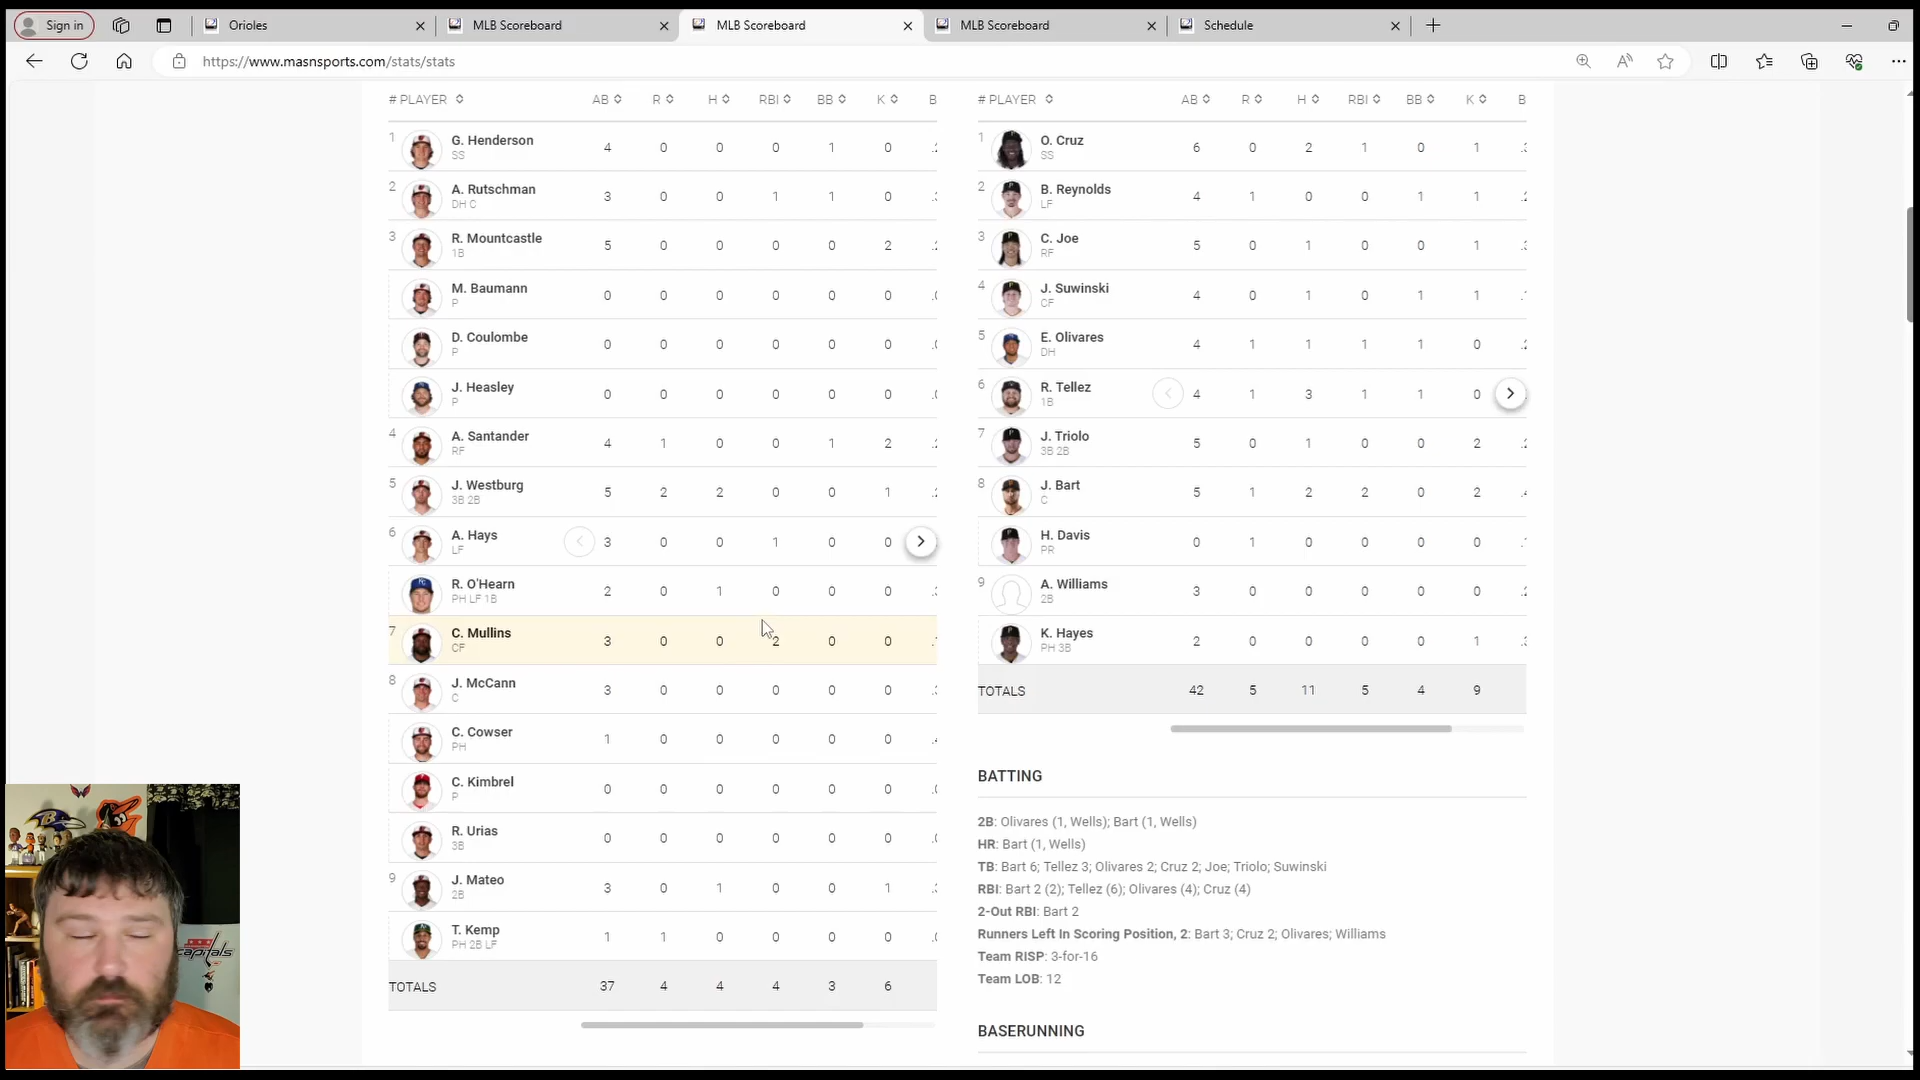 Sign in
Orioles
MLB Scoreboard
MLB Scoreboard
MLB Scoreboard
Schedule
https://www.masnsports.com/stats/stats
# PLAYER AB R H RBI BB K B
1 G. Henderson 4 0 0 0 1 0
SS
2 A. Rutschman 3 0 0 1 1 0
DH C
3 R. Mountcastle 5 0 0 0 0 2
1B
M. Baumann 0 0 0 0 0 0
P
D. Coulombe 0 0 0 0 0 0
P
J. Heasley 0 0 0 0 0 0
P
4 A. Santander 4 1 0 0 1 2
RF
5 J. Westburg 5 2 2 0 0 1
3B 2B
6 A. Hays 3 0 0 1 0 0
LF
R. O'Hearn 2 0 1 0 0 0
PH LF 1B
7 C. Mullins 3 0 0 2 0 0
CF
8 J. McCann 3 0 0 0 0 0
C
C. Cowser 1 0 0 0 0 0
PH
C. Kimbrel 0 0 0 0 0 0
P
R. Urias 0 0 0 0 0 0
3B
9 J. Mateo 3 0 1 0 0 1
2B
T. Kemp 1 1 0 0 0 0
PH 2B LF
TOTALS 37 4 4 4 3 6
# PLAYER AB R H RBI BB K B
1 O. Cruz 6 0 2 1 0 1
SS
2 B. Reynolds 4 1 0 0 1 1
LF
3 C. Joe 5 0 1 0 0 1
RF
4 J. Suwinski 4 0 1 0 1 1
CF
5 E. Olivares 4 1 1 1 1 0
DH
6 R. Tellez 4 1 3 1 1 0
1B
7 J. Triolo 5 0 1 0 0 2
3B 2B
8 J. Bart 5 1 2 2 0 2
C
H. Davis 0 1 0 0 0 0
PR
9 A. Williams 3 0 0 0 0 0
2B
K. Hayes 2 0 0 0 0 1
PH 3B
TOTALS 42 5 11 5 4 9
BATTING
2B: Olivares (1, Wells); Bart (1, Wells)
HR: Bart (1, Wells)
TB: Bart 6; Tellez 3; Olivares 2; Cruz 2; Joe; Triolo; Suwinski
RBI: Bart 2 (2); Tellez (6); Olivares (4); Cruz (4)
2-Out RBI: Bart 2
Runners Left In Scoring Position, 2: Bart 3; Cruz 2; Olivares; Williams
Team RISP: 3-for-16
Team LOB: 12
BASERUNNING
capitals